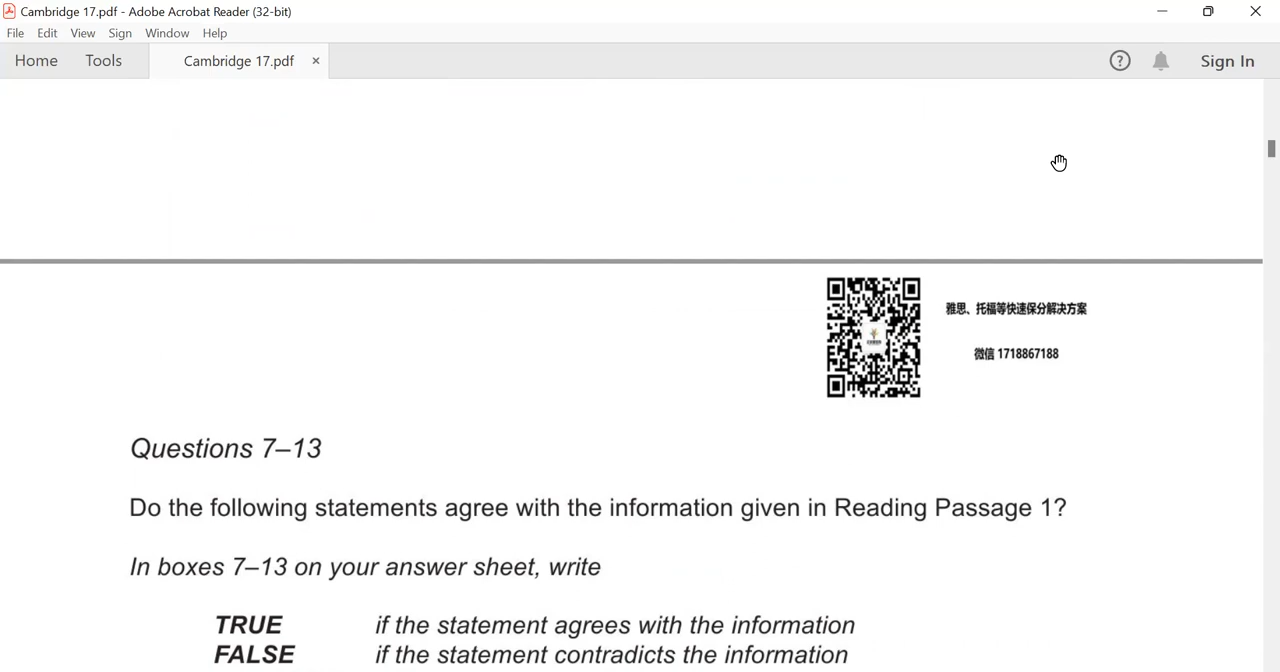 Cambridge 17.pdf - Adobe Acrobat Reader (32-bit)
File Edit View Sign Window Help
Home Tools Cambridge 17.pdf × Sign In
雅思、托福等快速保分解决方案
微信 1718867188
Questions 7–13
Do the following statements agree with the information given in Reading Passage 1?
In boxes 7–13 on your answer sheet, write
TRUE if the statement agrees with the information
FALSE if the statement contradicts the information